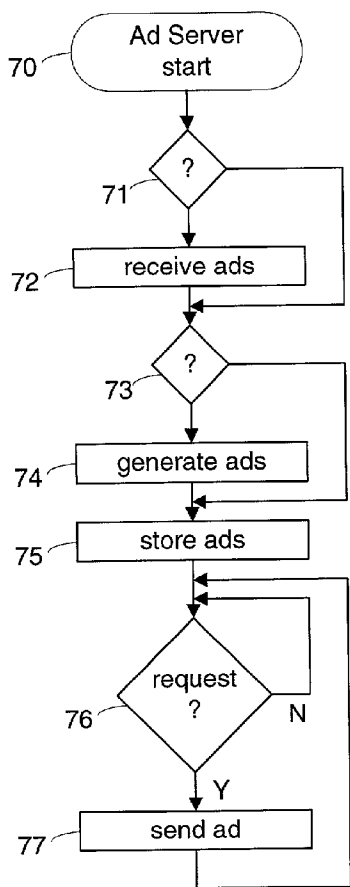 70
Ad Server
start
71
?
72
receive ads
73
?
74
generate ads
75
store ads
76
request
?
N
Y
77
send ad